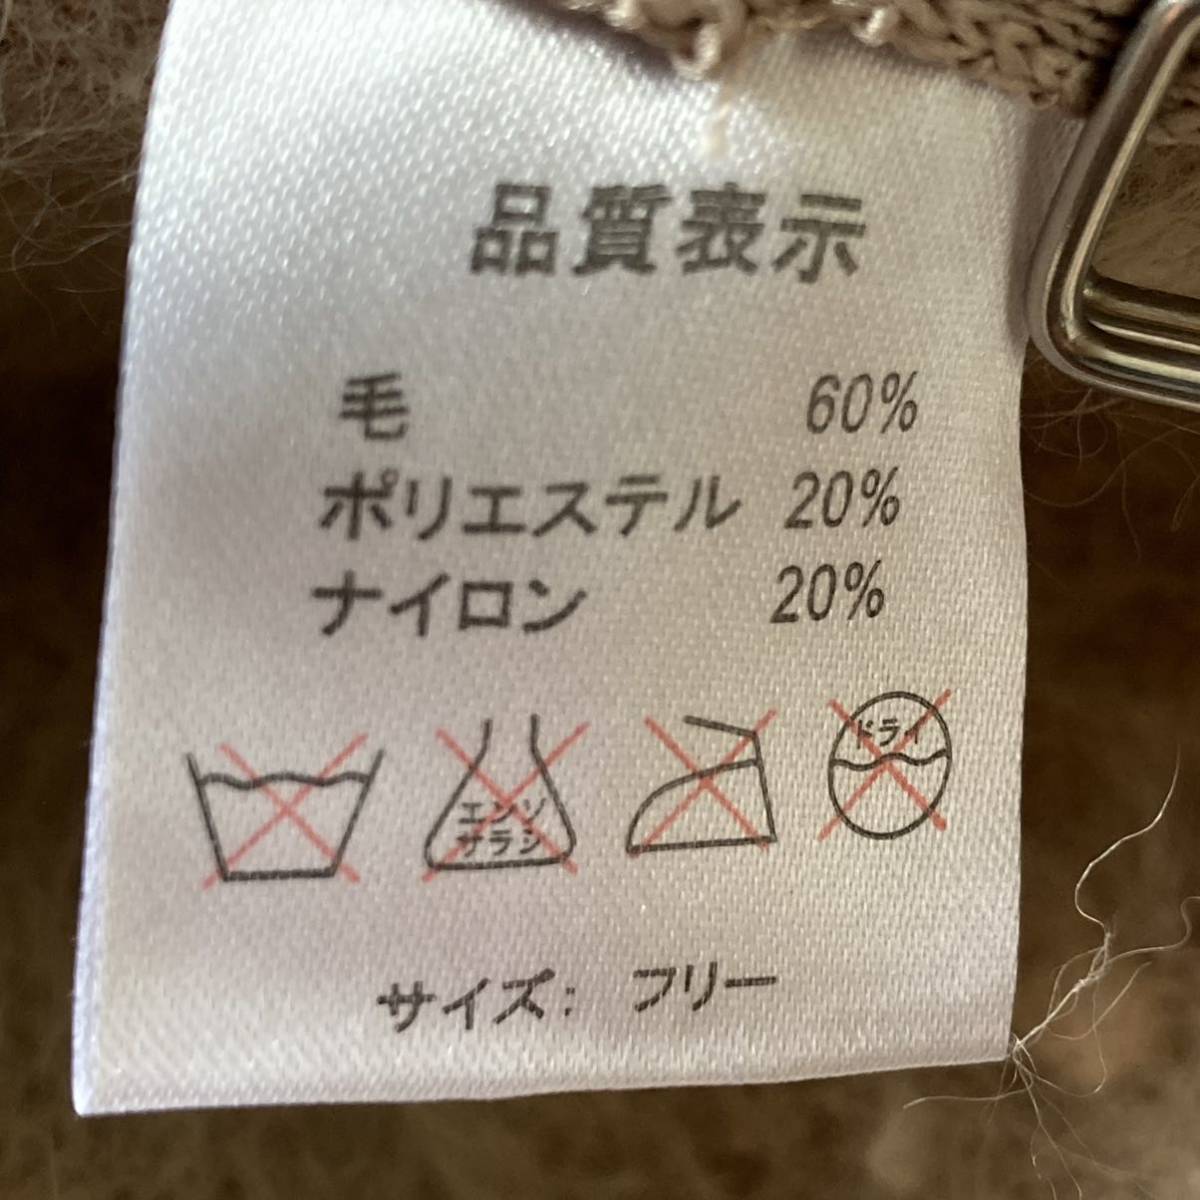 品質表示
毛 60%
ポリエステル 20%
ナイロン 20%
エンソ
サラシ
ドライ
サイズ: フリー